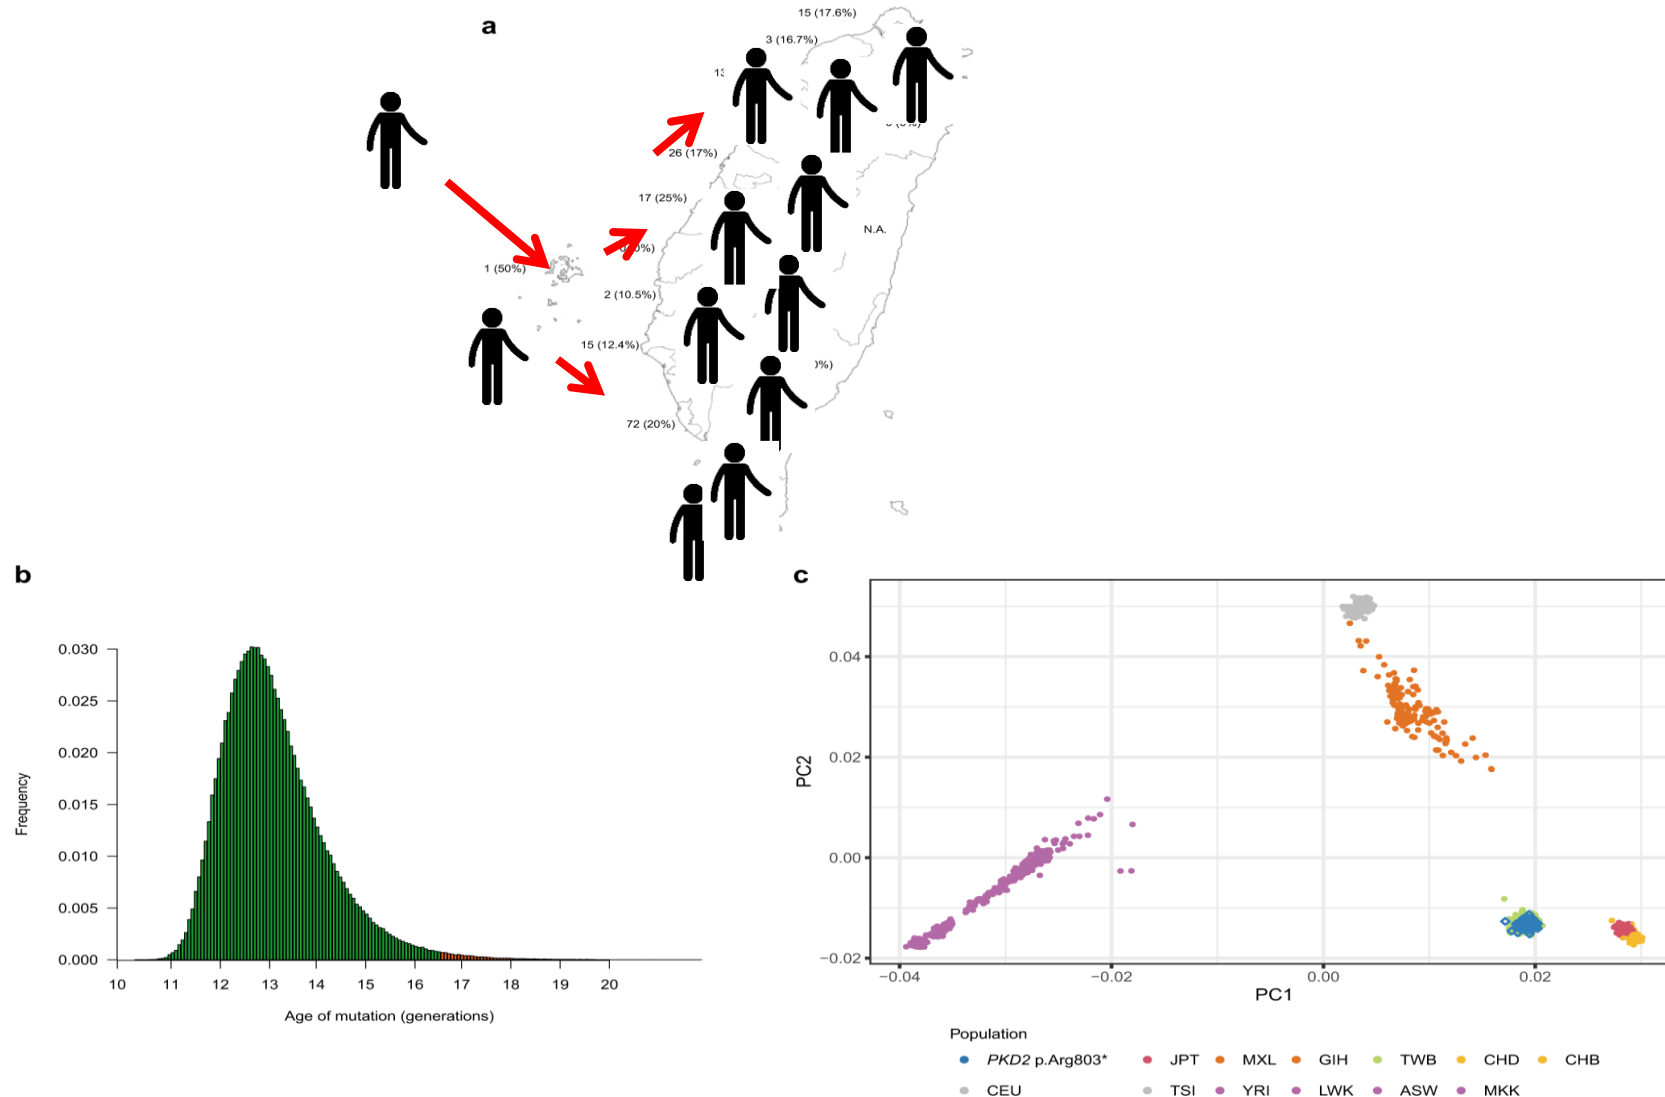 a
15 (17.6%)
3 (16.7%)
26 (17%)
17 (25%)
N.A.
1 (50%)
2 (10.5%)
15 (12.4%)
72 (20%)
b
0.030
0.025
0.020
0.015
0.010
0.005
0.000
Frequency
10 11 12 13 14 15 16 17 18 19 20
Age of mutation (generations)
c
0.04
0.02
0.00
−0.02
PC2
−0.04 −0.02 0.00 0.02
PC1
Population
PKD2 p.Arg803* JPT MXL GIH TWB CHD CHB
CEU TSI YRI LWK ASW MKK